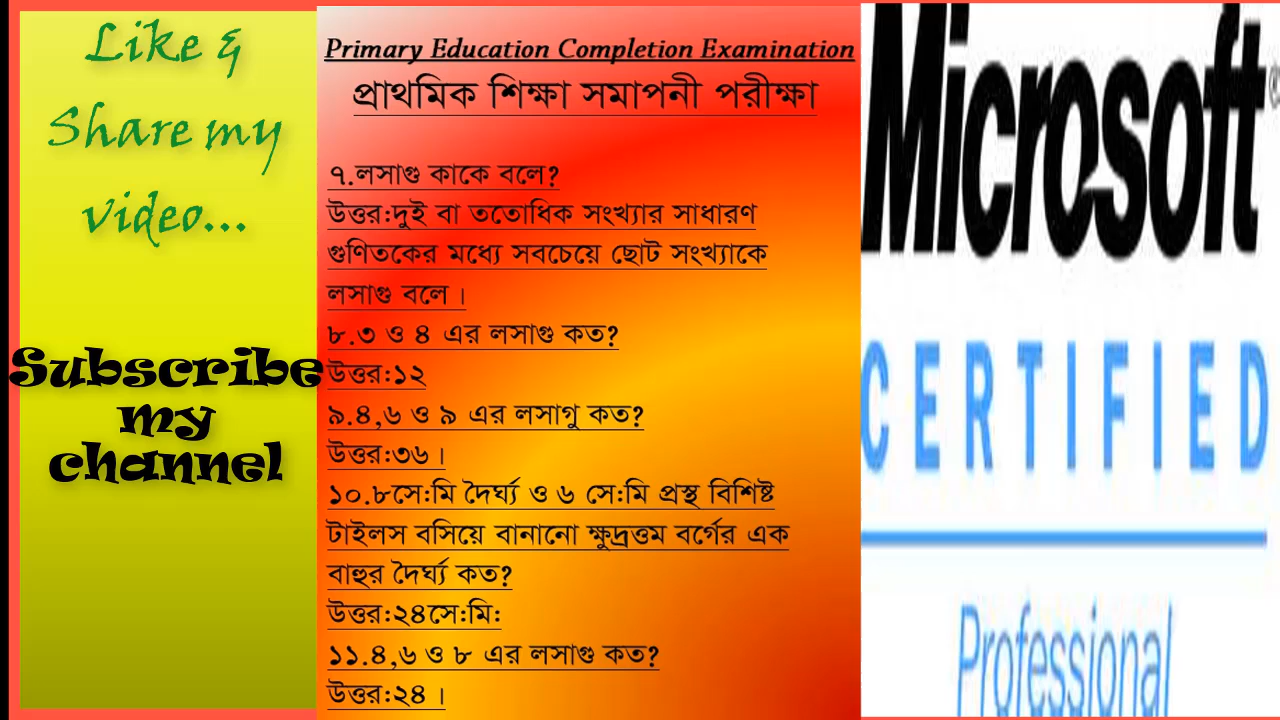 Like &
Share my
video...
Subscribe
my
channel
Primary Education Completion Examination
প্রাথমিক শিক্ষা সমাপনী পরীক্ষা
৭.লসাগু কাকে বলে?
উত্তর:দুই বা ততোধিক সংখ্যার সাধারণ
গুণিতকের মধ্যে সবচেয়ে ছোট সংখ্যাকে
লসাগু বলে।
৮.৩ ও ৪ এর লসাগু কত?
উত্তর:১২
৯.৪,৬ ও ৯ এর লসাগু কত?
উত্তর:৩৬।
১০.৮সে:মি দৈর্ঘ্য ও ৬ সে:মি প্রস্থ বিশিষ্ট
টাইলস বসিয়ে বানানো ক্ষুদ্রত্তম বর্গের এক
বাহুর দৈর্ঘ্য কত?
উত্তর:২৪সে:মি:
১১.৪,৬ ও ৮ এর লসাগু কত?
উত্তর:২৪।
Microsoft®
CERTIFIED
Professional